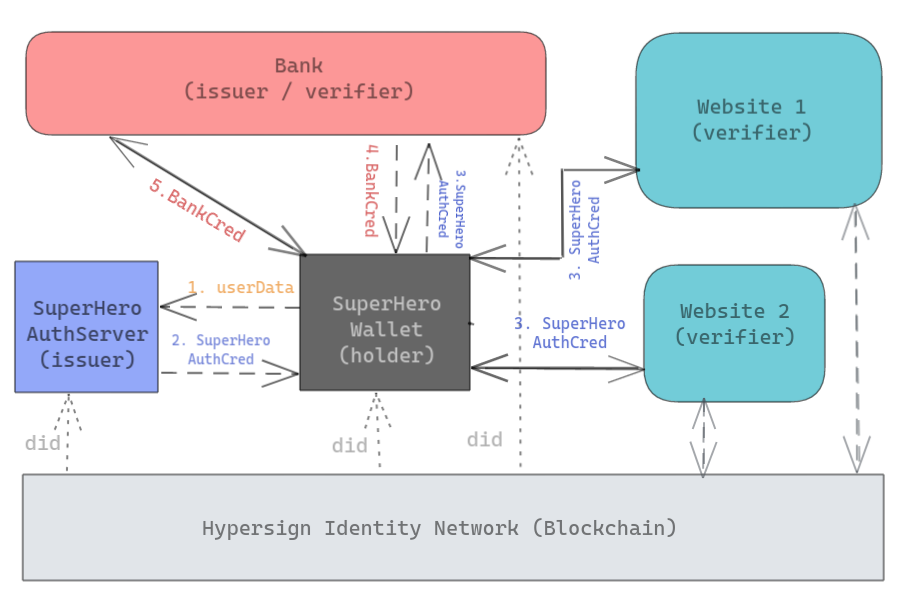 Bank
(issuer / verifier)
Website 1
(verifier)
4.BankCred
3.SuperHero
AuthCred
5.BankCred
3. SuperHero
AuthCred
SuperHero
AuthServer
(issuer)
1. userData
2. SuperHero
AuthCred
SuperHero
Wallet
(holder)
3. SuperHero
AuthCred
Website 2
(verifier)
did
did
did
Hypersign Identity Network (Blockchain)